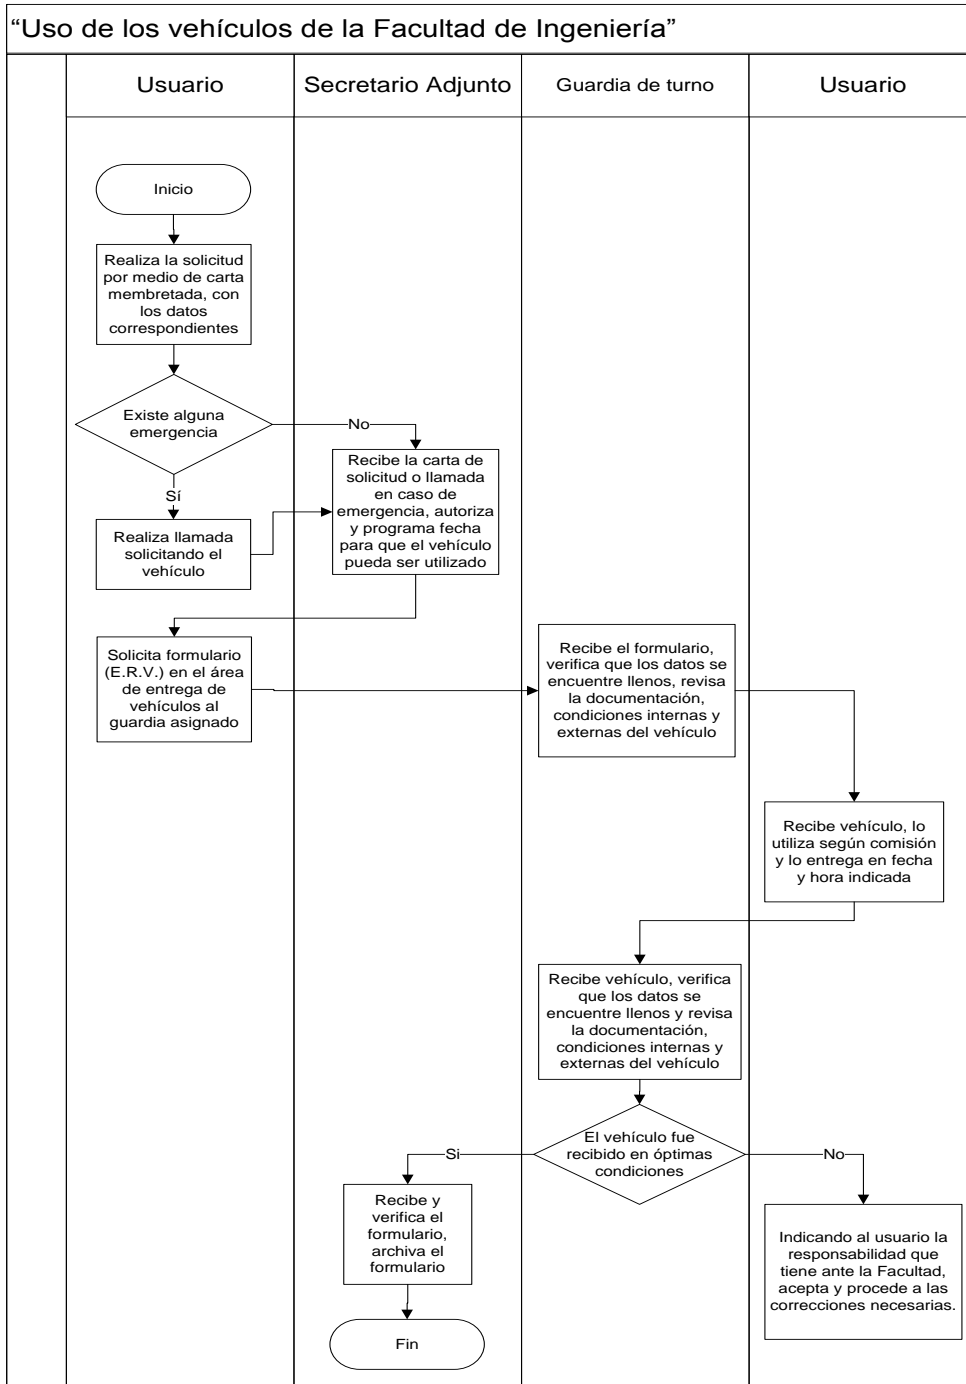 “Uso de los vehículos de la Facultad de Ingeniería”
Usuario
Secretario Adjunto
Guardia de turno
Usuario
Inicio
Realiza la solicitud
por medio de carta
membretada, con
los datos
correspondientes
Existe alguna
emergencia
No
Sí
Realiza llamada
solicitando el
vehículo
Recibe la carta de
solicitud o llamada
en caso de
emergencia, autoriza
y programa fecha
para que el vehículo
pueda ser utilizado
Solicita formulario
(E.R.V.) en el área
de entrega de
vehículos al
guardia asignado
Recibe el formulario,
verifica que los datos se
encuentre llenos, revisa
la documentación,
condiciones internas y
externas del vehículo
Recibe vehículo, lo
utiliza según comisión
y lo entrega en fecha
y hora indicada
Recibe vehículo, verifica
que los datos se
encuentre llenos y revisa
la documentación,
condiciones internas y
externas del vehículo
El vehículo fue
recibido en óptimas
condiciones
Si
No
Recibe y
verifica el
formulario,
archiva el
formulario
Indicando al usuario la
responsabilidad que
tiene ante la Facultad,
acepta y procede a las
correcciones necesarias.
Fin